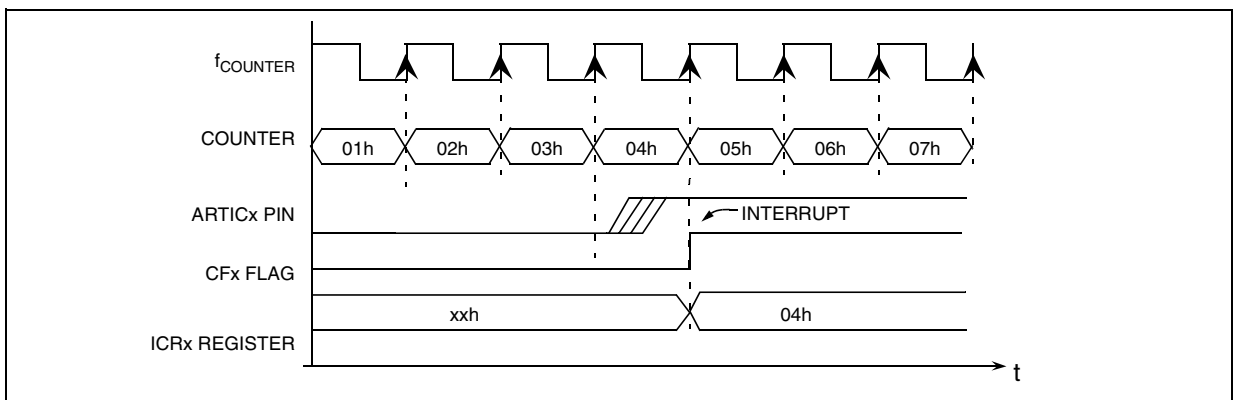 fCOUNTER
COUNTER
01h 02h 03h 04h 05h 06h 07h
ARTICx PIN
INTERRUPT
CFx FLAG
xxh 04h
ICRx REGISTER
t